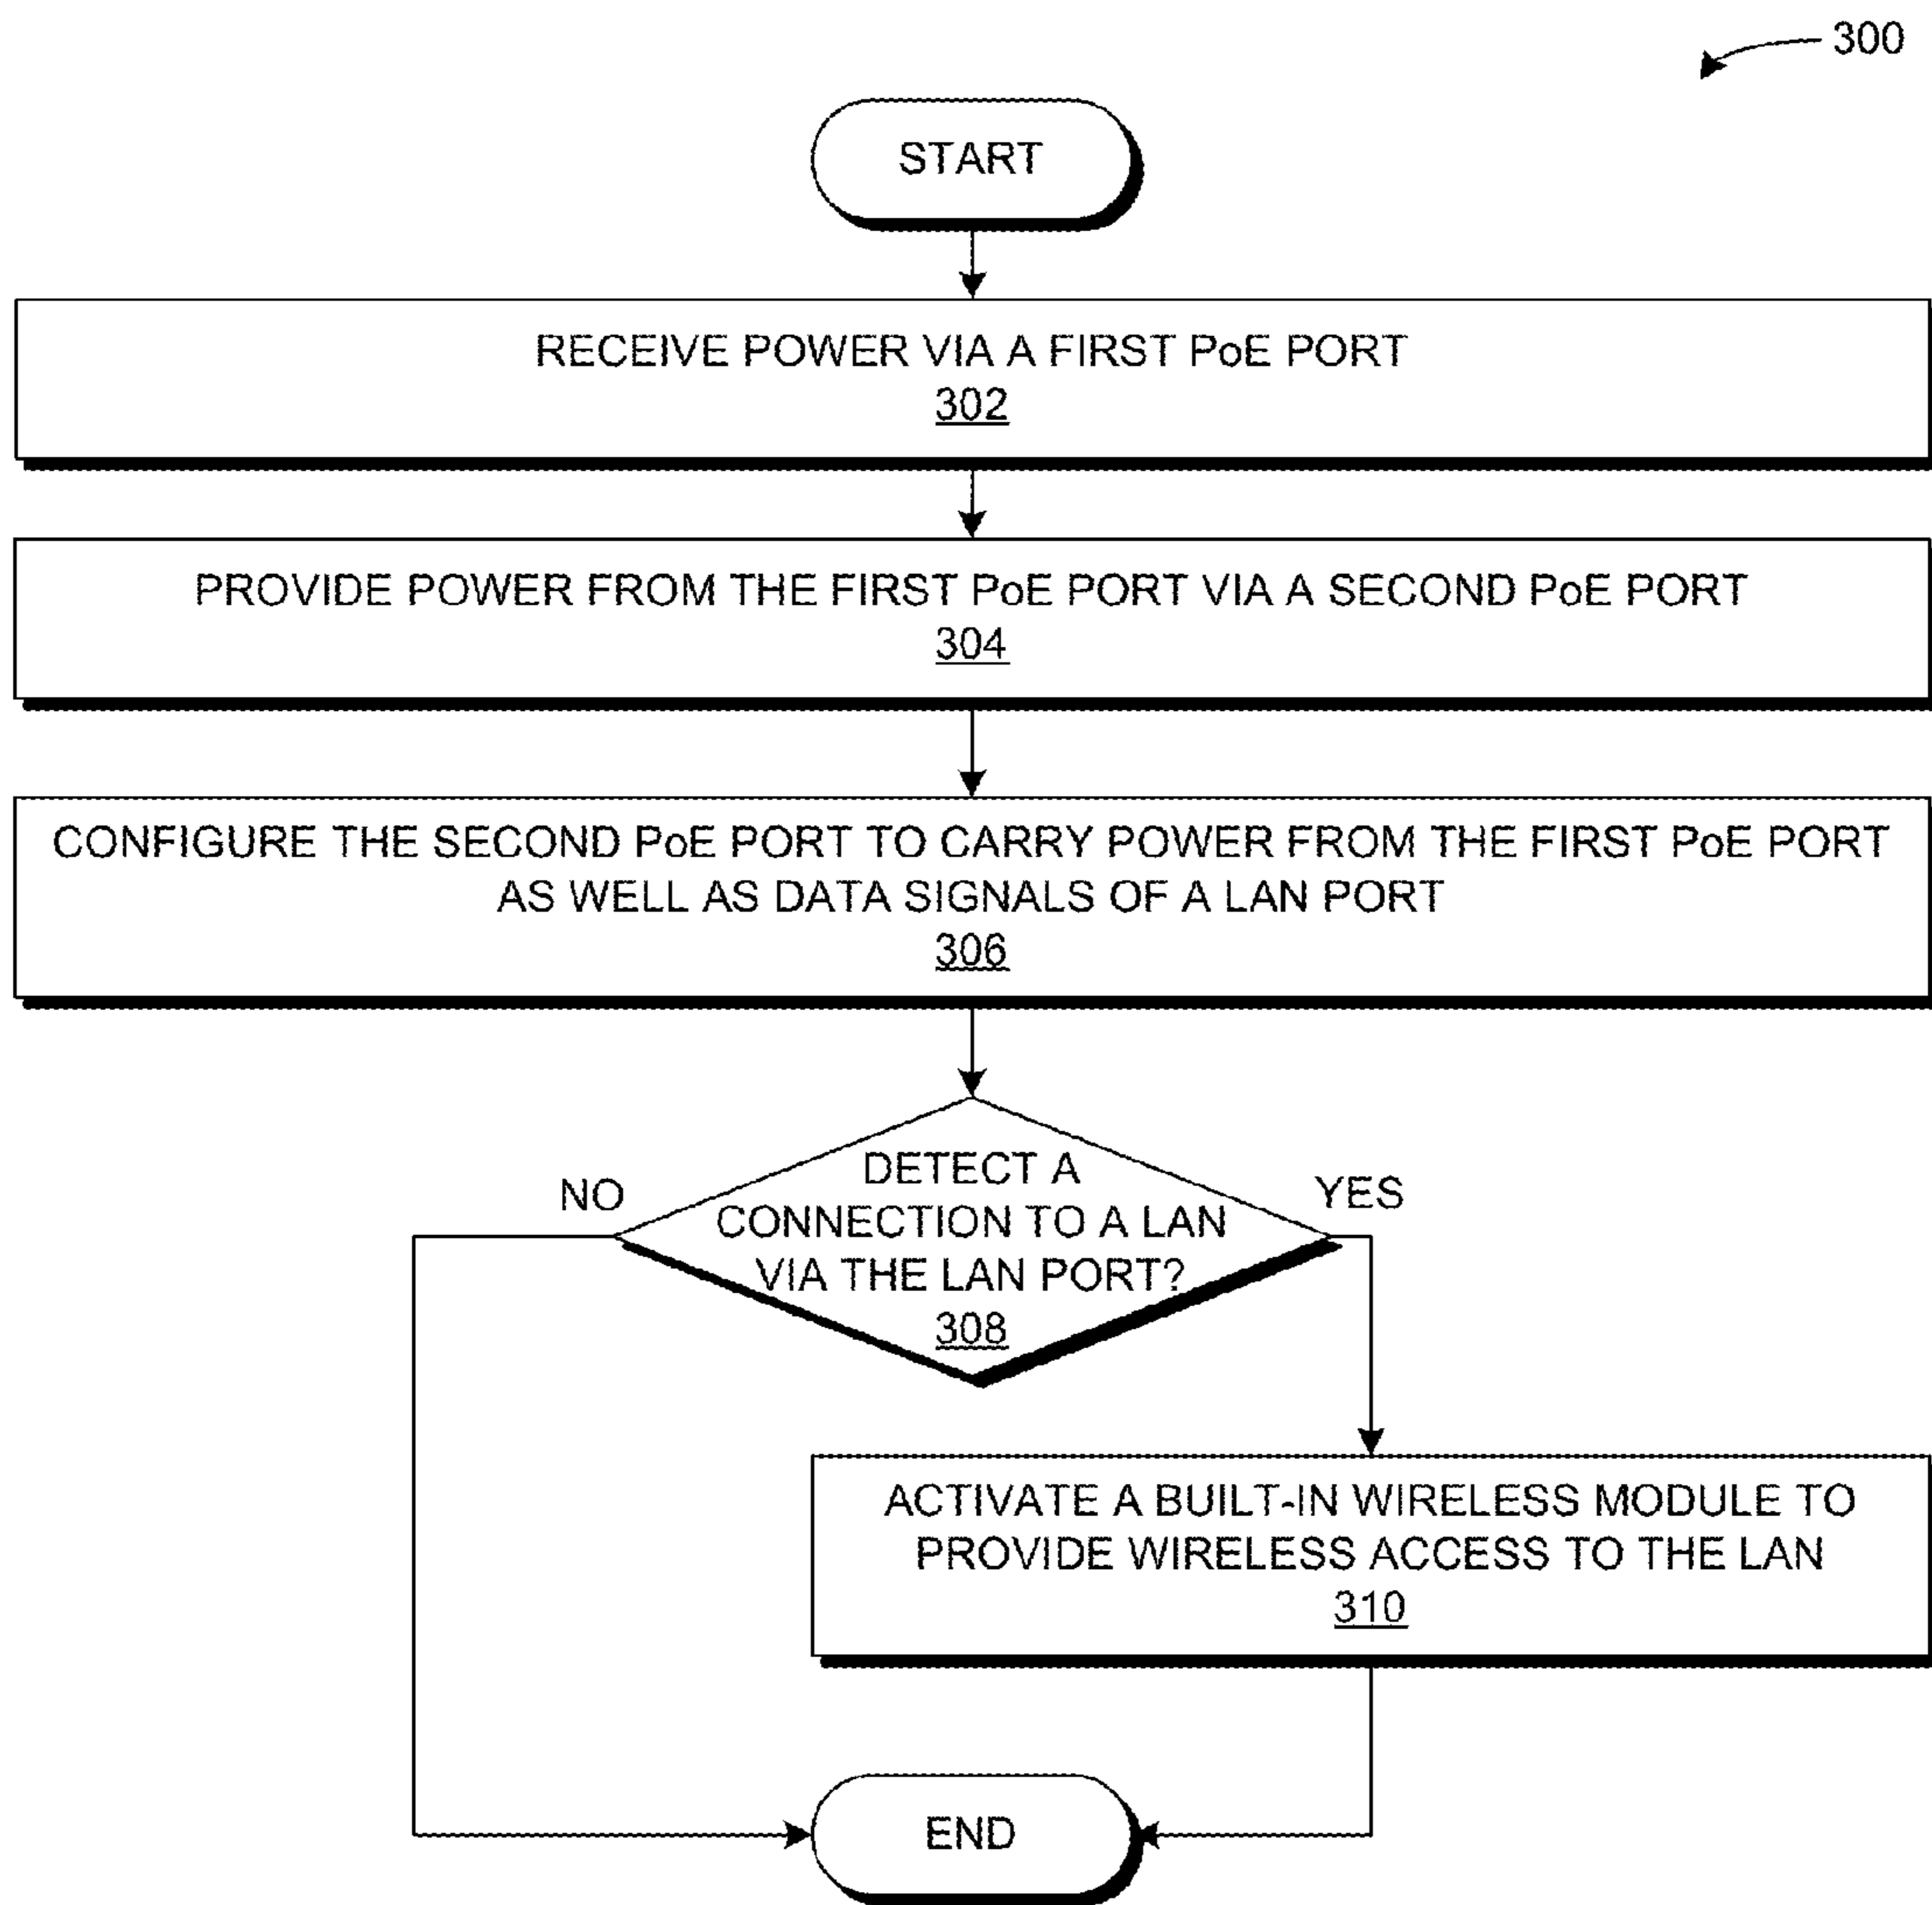 300
START
RECEIVE POWER VIA A FIRST PoE PORT
302
PROVIDE POWER FROM THE FIRST PoE PORT VIA A SECOND PoE PORT
304
CONFIGURE THE SECOND PoE PORT TO CARRY POWER FROM THE FIRST PoE PORT
AS WELL AS DATA SIGNALS OF A LAN PORT
306
DETECT A
CONNECTION TO A LAN
VIA THE LAN PORT?
308
NO
YES
ACTIVATE A BUILT-IN WIRELESS MODULE TO
PROVIDE WIRELESS ACCESS TO THE LAN
310
END